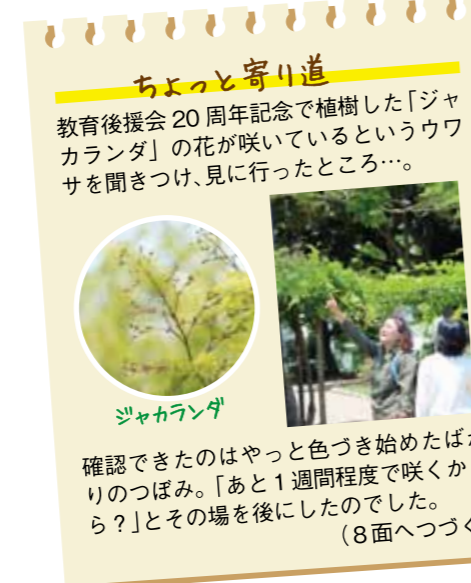 ちょっと寄り道
教育後援会 20 周年記念で植樹した「ジャ
カランダ」の花が咲いているというウワ
サを聞きつけ、見に行ったところ…。
ジャカランダ
確認できたのはやっと色づき始めたばか
りのつぼみ。「あと 1 週間程度で咲くかし
ら?」とその場を後にしたのでした。
(8 面へつづく